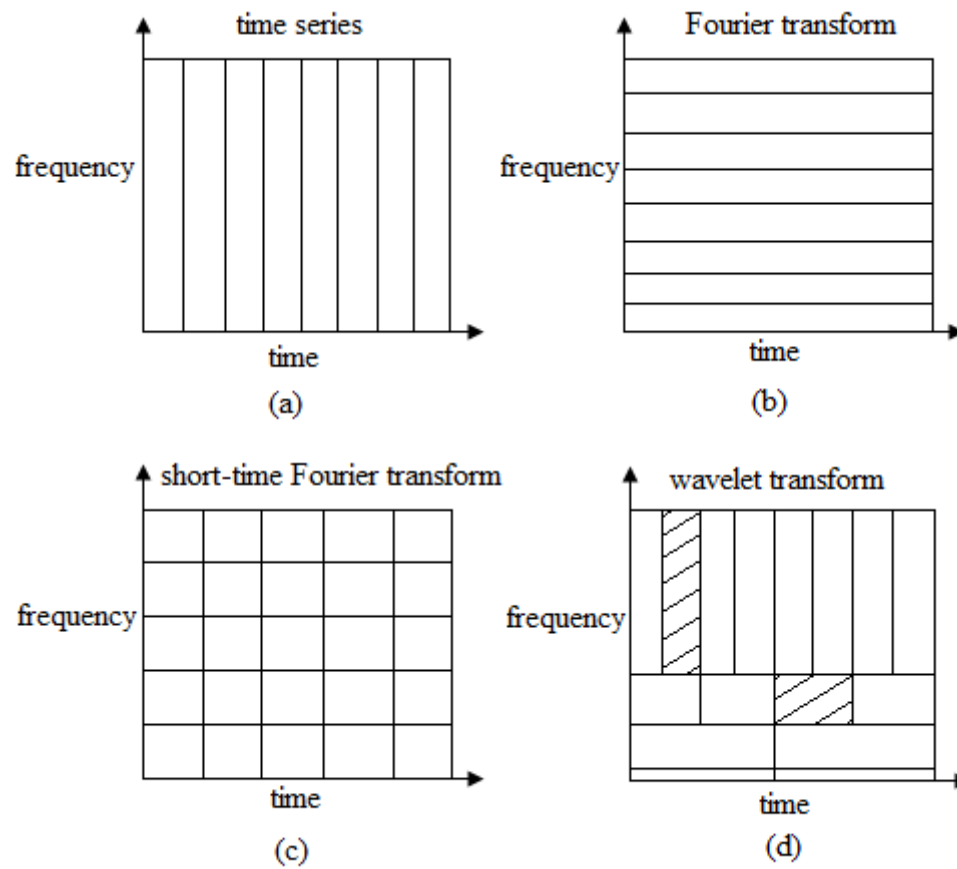 time series
frequency
time
(a)
Fourier transform
frequency
time
(b)
short-time Fourier transform
frequency
time
(c)
wavelet transform
frequency
time
(d)